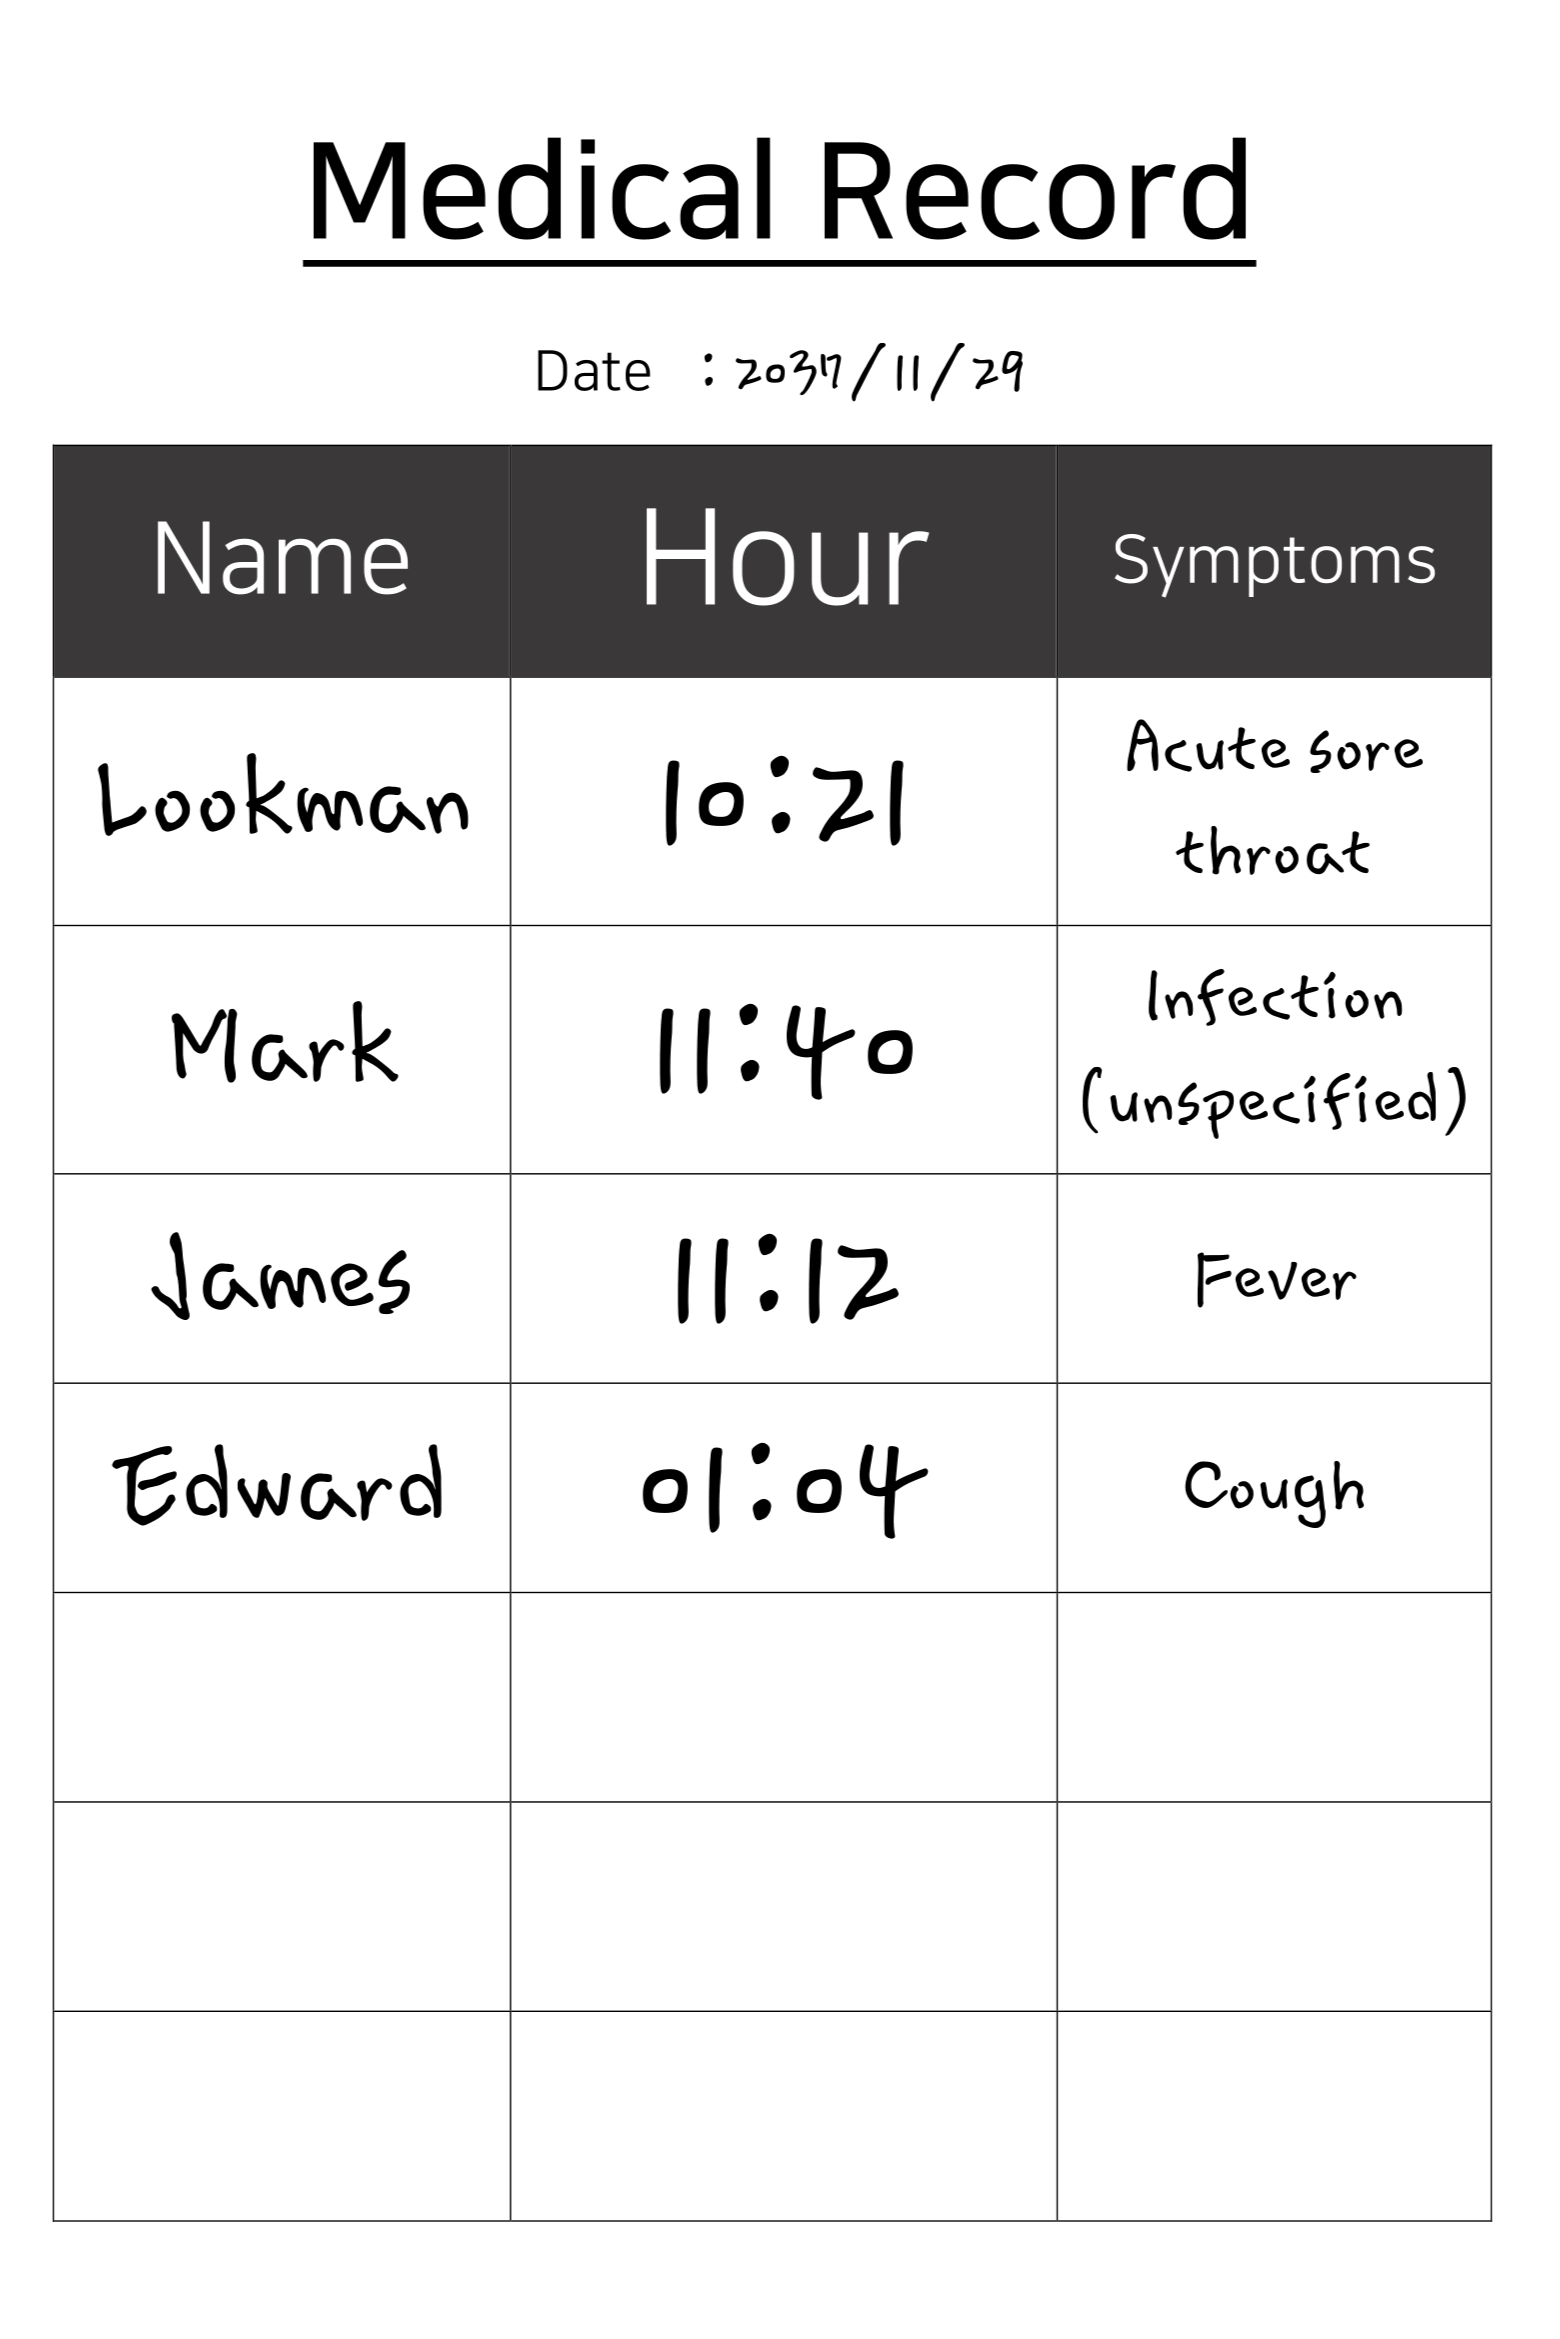 Medical Record
Date : 2037/11/29
Name Hour Symptoms
Lookman 10:21 Acute sore
throat
Mark 11:40 Infection
(unspecified)
James 11:12 Fever
Edward 01:04 Cough